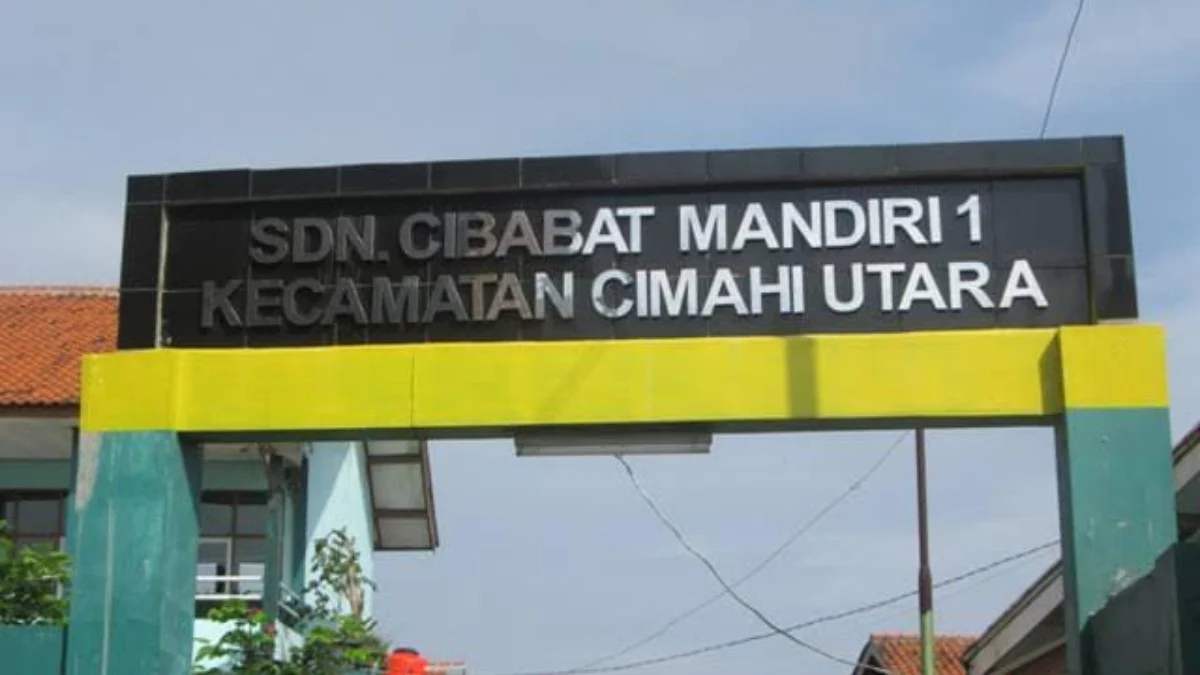 SDN. CIBABAT MANDIRI 1
KECAMATAN CIMAHI UTARA